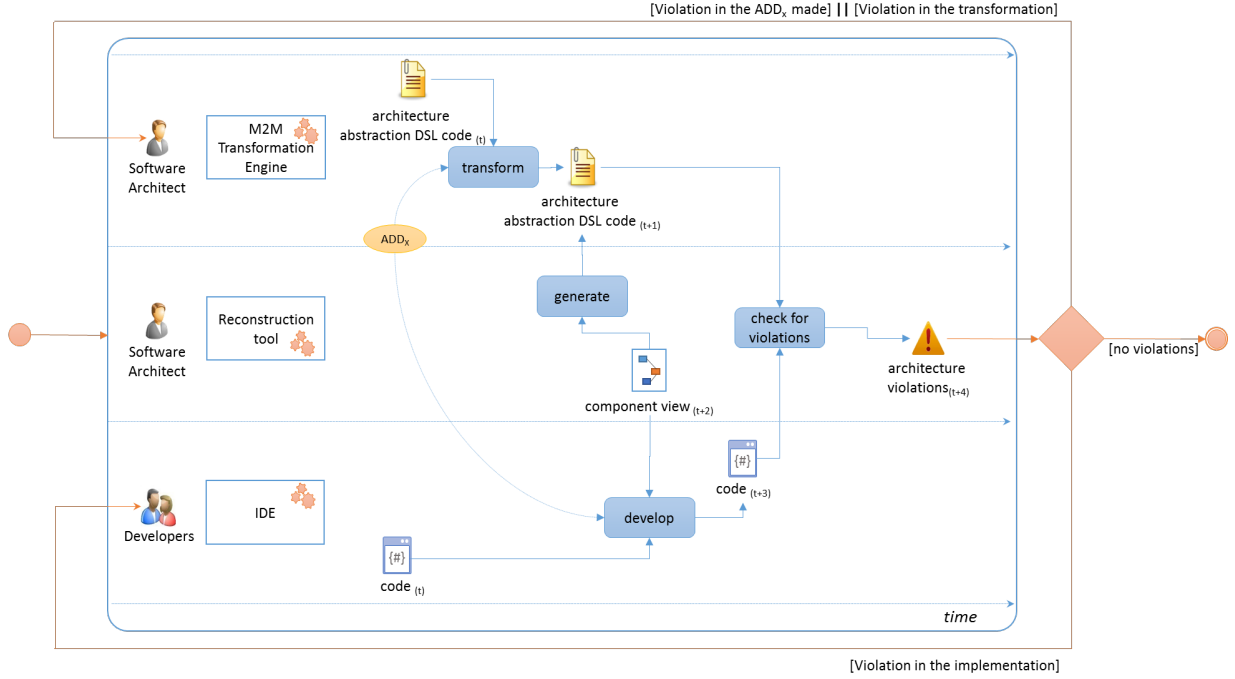 [Violation in the ADDx made] || [Violation in the transformation]
architecture
abstraction DSL code (t)
M2M
Transformation
Engine
Software
Architect
transform
architecture
abstraction DSL code (t+1)
ADDx
generate
Reconstruction
tool
Software
Architect
check for
violations
[no violations]
architecture
violations(t+4)
component view (t+2)
{#}
code (t+3)
IDE
develop
Developers
{#}
code (t)
time
[Violation in the implementation]